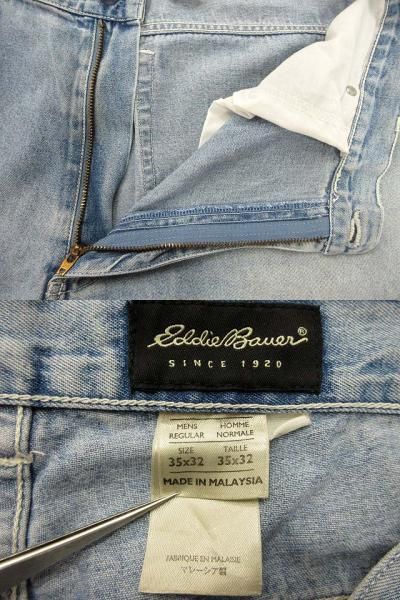 Eddie Bauer®
SINCE 1920
MENS HOMME
REGULAR NORMALE
SIZE TAILLE
35x32 35x32
MADE IN MALAYSIA
FABRIQUE EN MALAISIE
マレーシア製